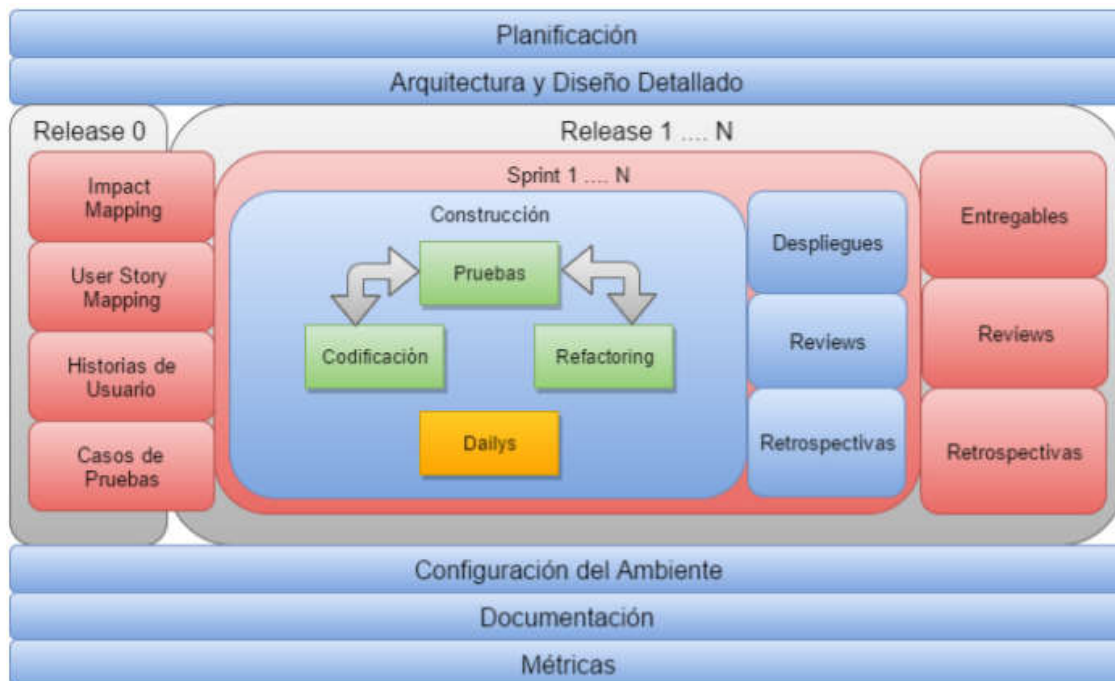 Planificación
Arquitectura y Diseño Detallado
Release 0
Release 1 .... N
Impact
Mapping
User Story
Mapping
Historias de
Usuario
Casos de
Pruebas
Sprint 1 .... N
Construcción
Pruebas
Codificación
Refactoring
Dailys
Despliegues
Reviews
Retrospectivas
Entregables
Reviews
Retrospectivas
Configuración del Ambiente
Documentación
Métricas